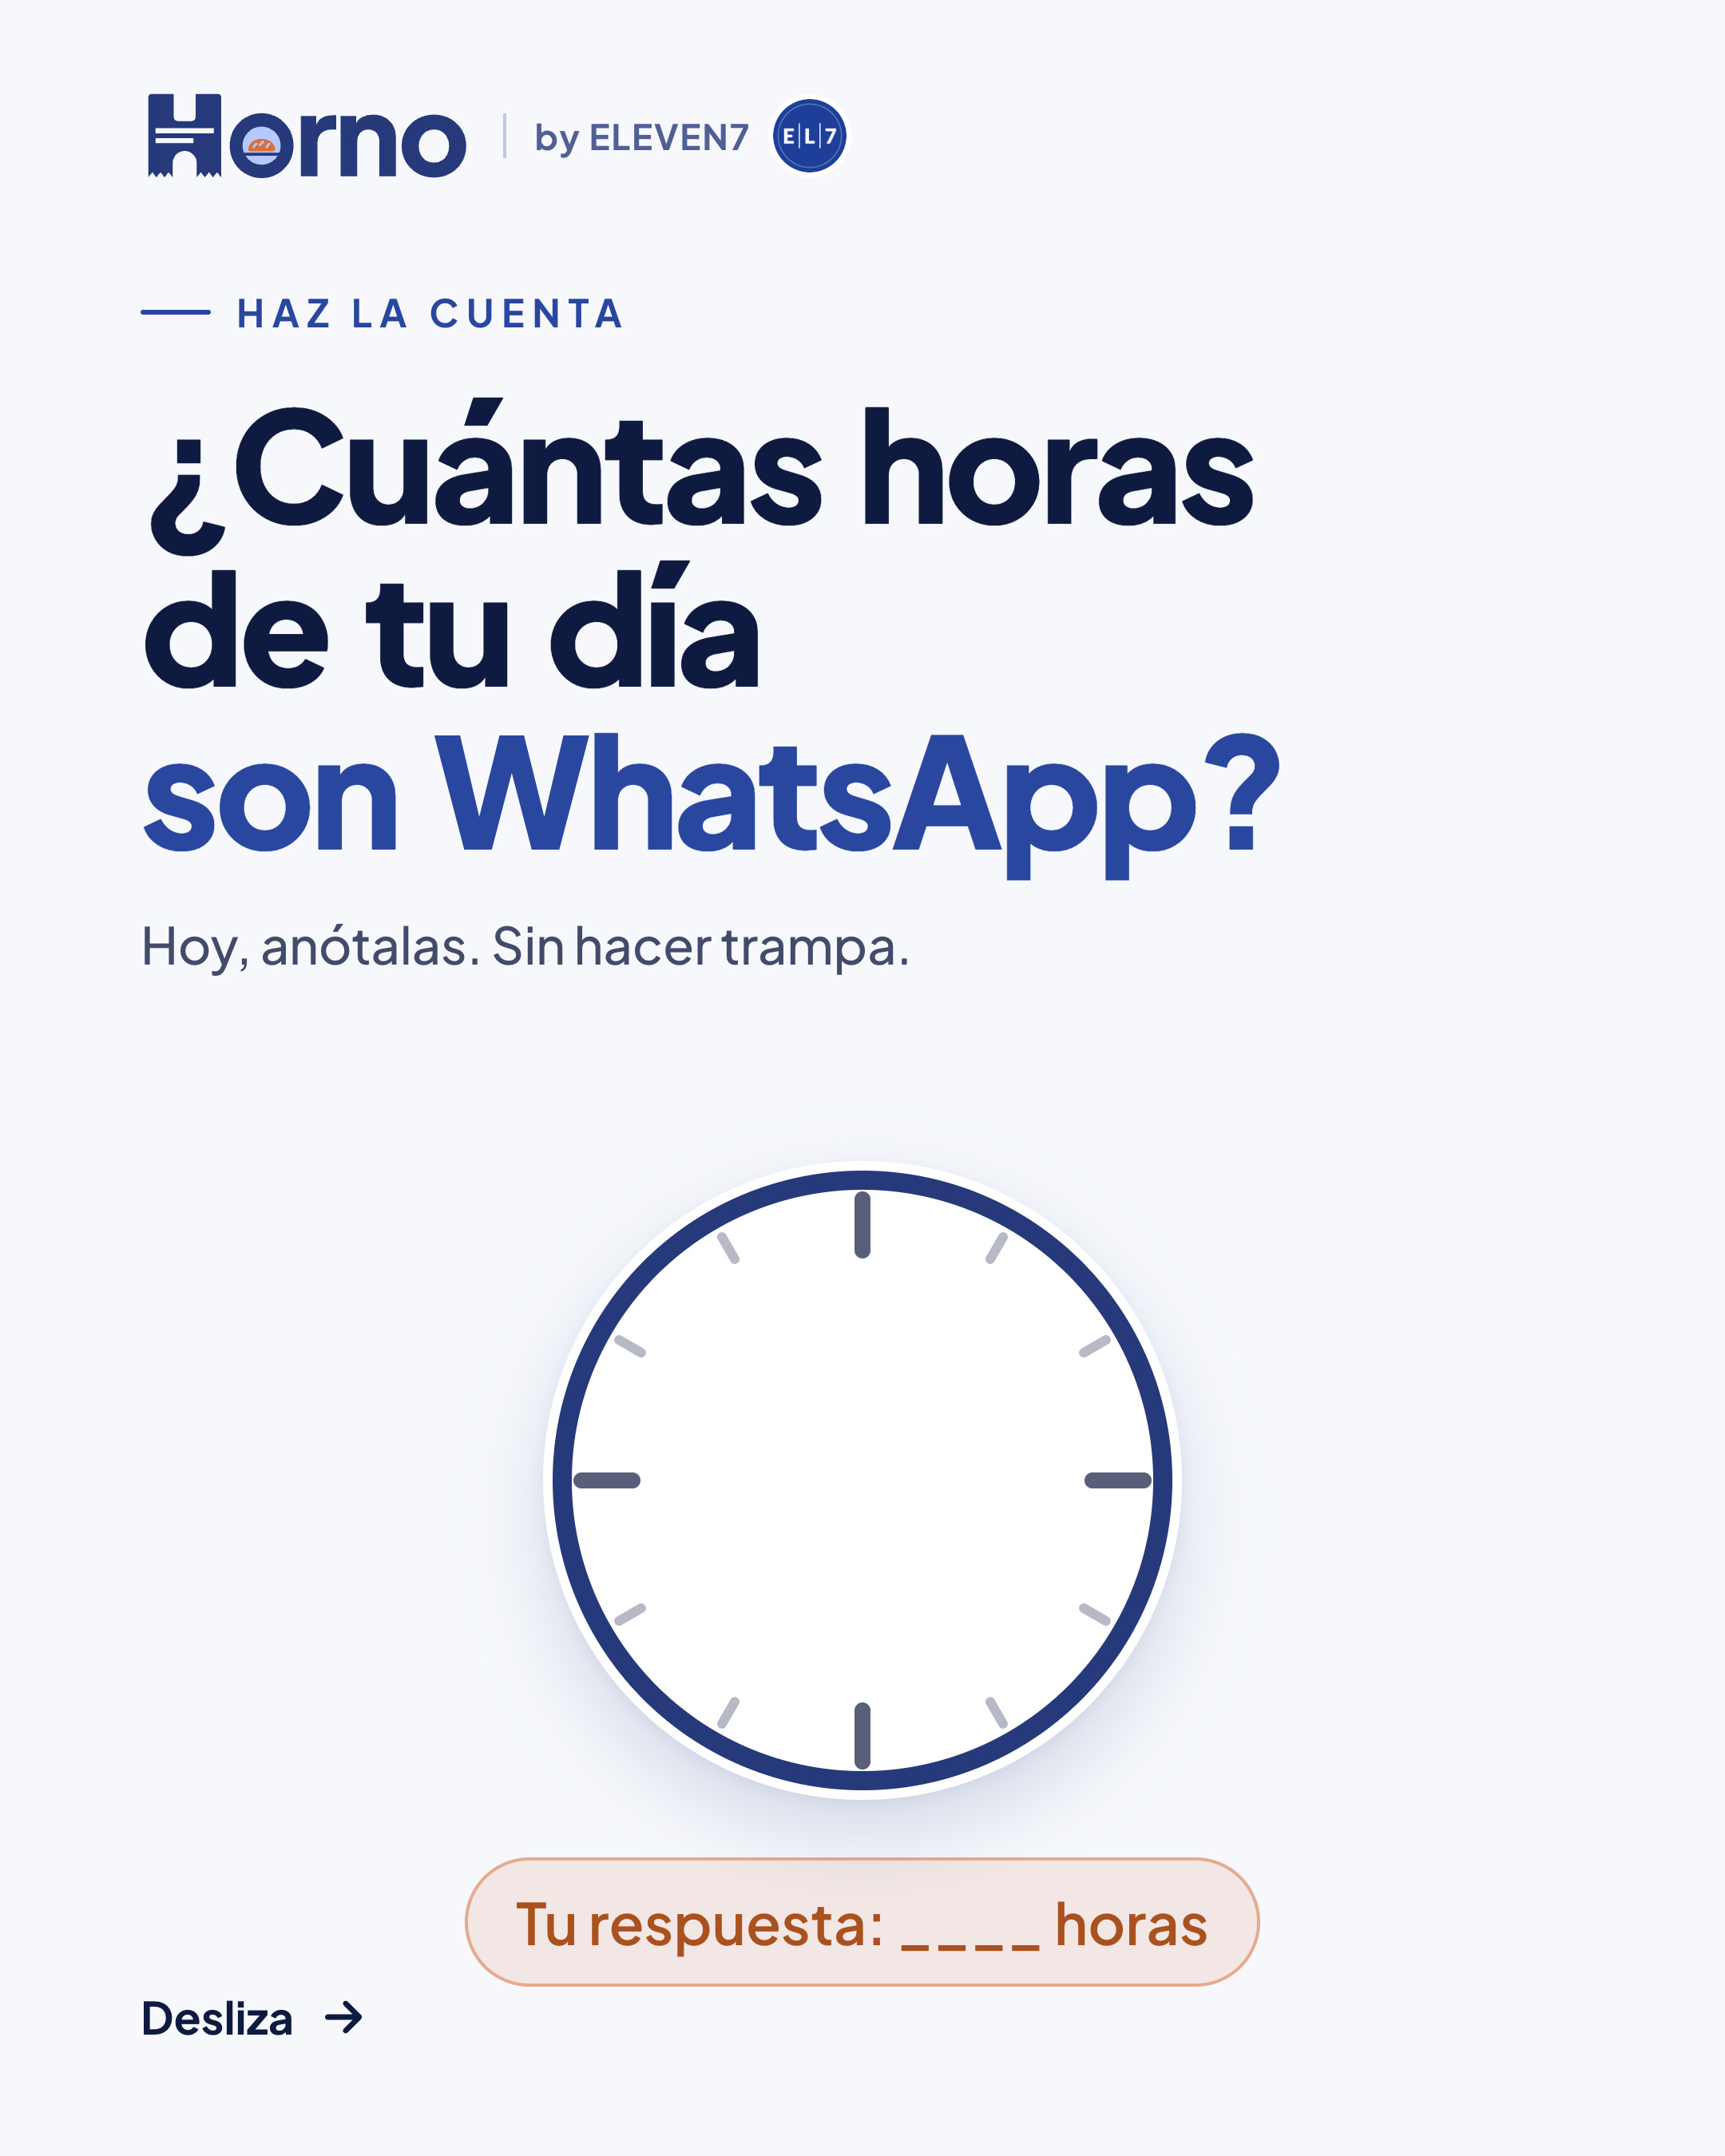 Horno by ELEVEN7 E|L|7
HAZ LA CUENTA
¿Cuántas horas
de tu día
son WhatsApp?
Hoy, anótalas. Sin hacer trampa.
Tu respuesta: ____ horas
Desliza →